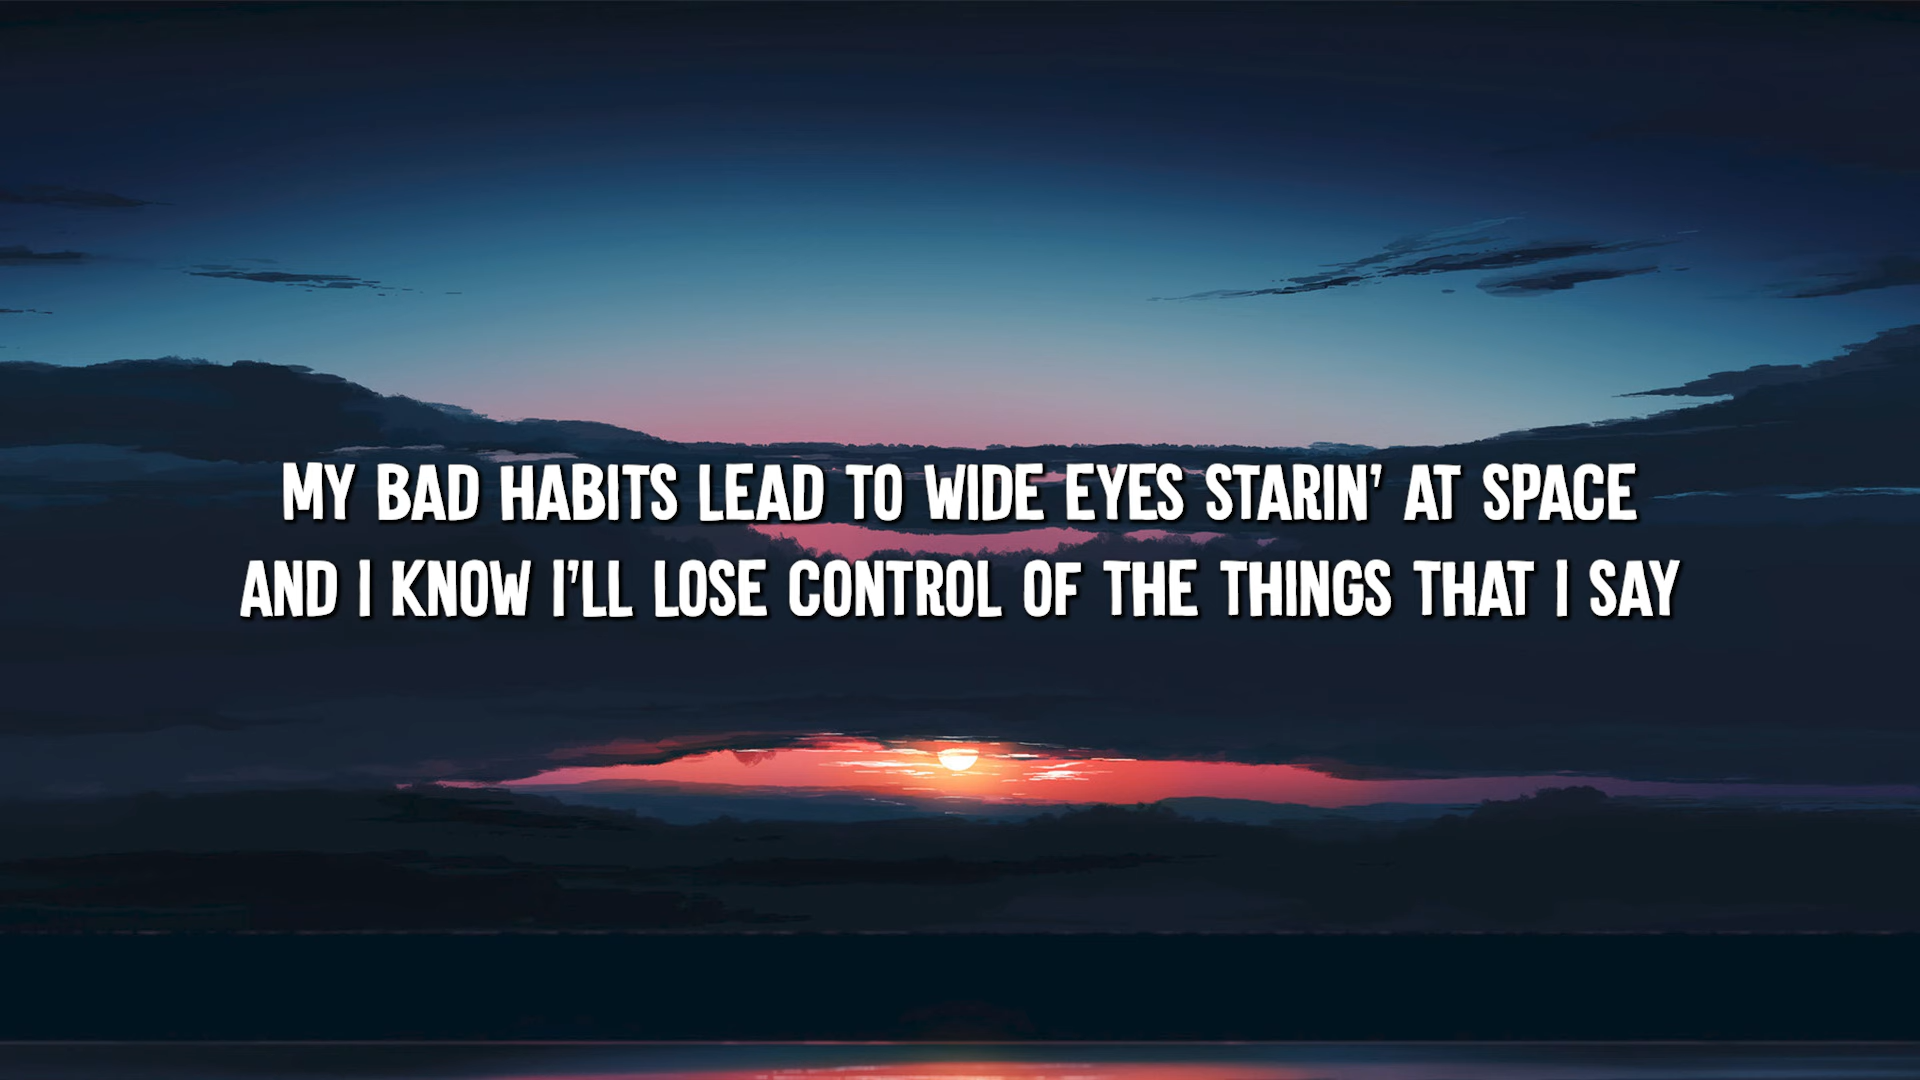 MY BAD HABITS LEAD TO WIDE EYES STARIN' AT SPACE
AND I KNOW I'LL LOSE CONTROL OF THE THINGS THAT I SAY